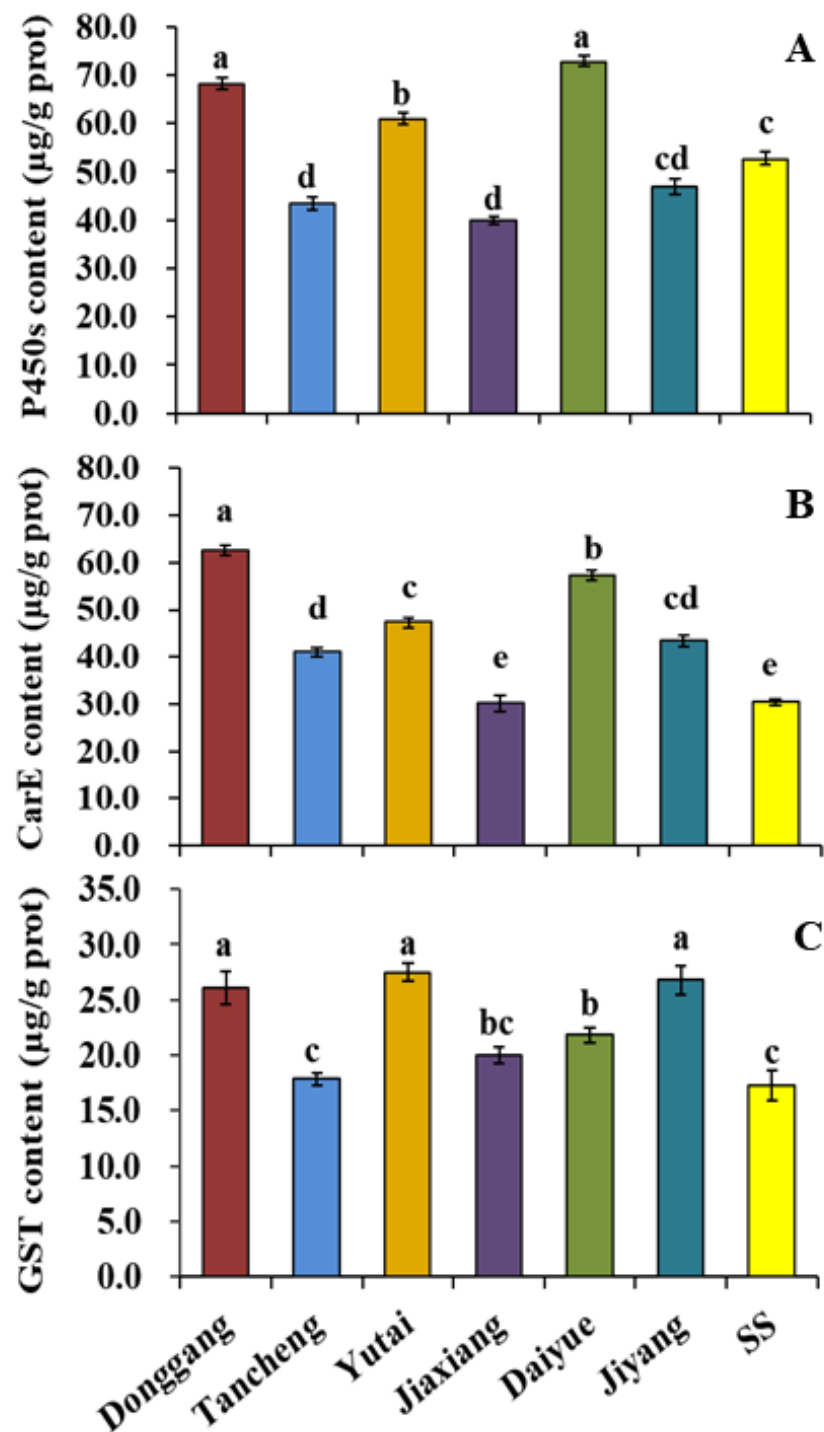 P450s content (µg/g prot)
80.0
70.0
60.0
50.0
40.0
30.0
20.0
10.0
0.0
a
d
b
d
a
cd
c
A
CarE content (µg/g prot)
80.0
70.0
60.0
50.0
40.0
30.0
20.0
10.0
0.0
a
d
c
e
b
cd
e
B
GST content (µg/g prot)
35.0
30.0
25.0
20.0
15.0
10.0
5.0
0.0
a
c
a
bc
b
a
c
C
Donggang
Tancheng
Yutai
Jiaxiang
Daiyue
Jiyang
SS